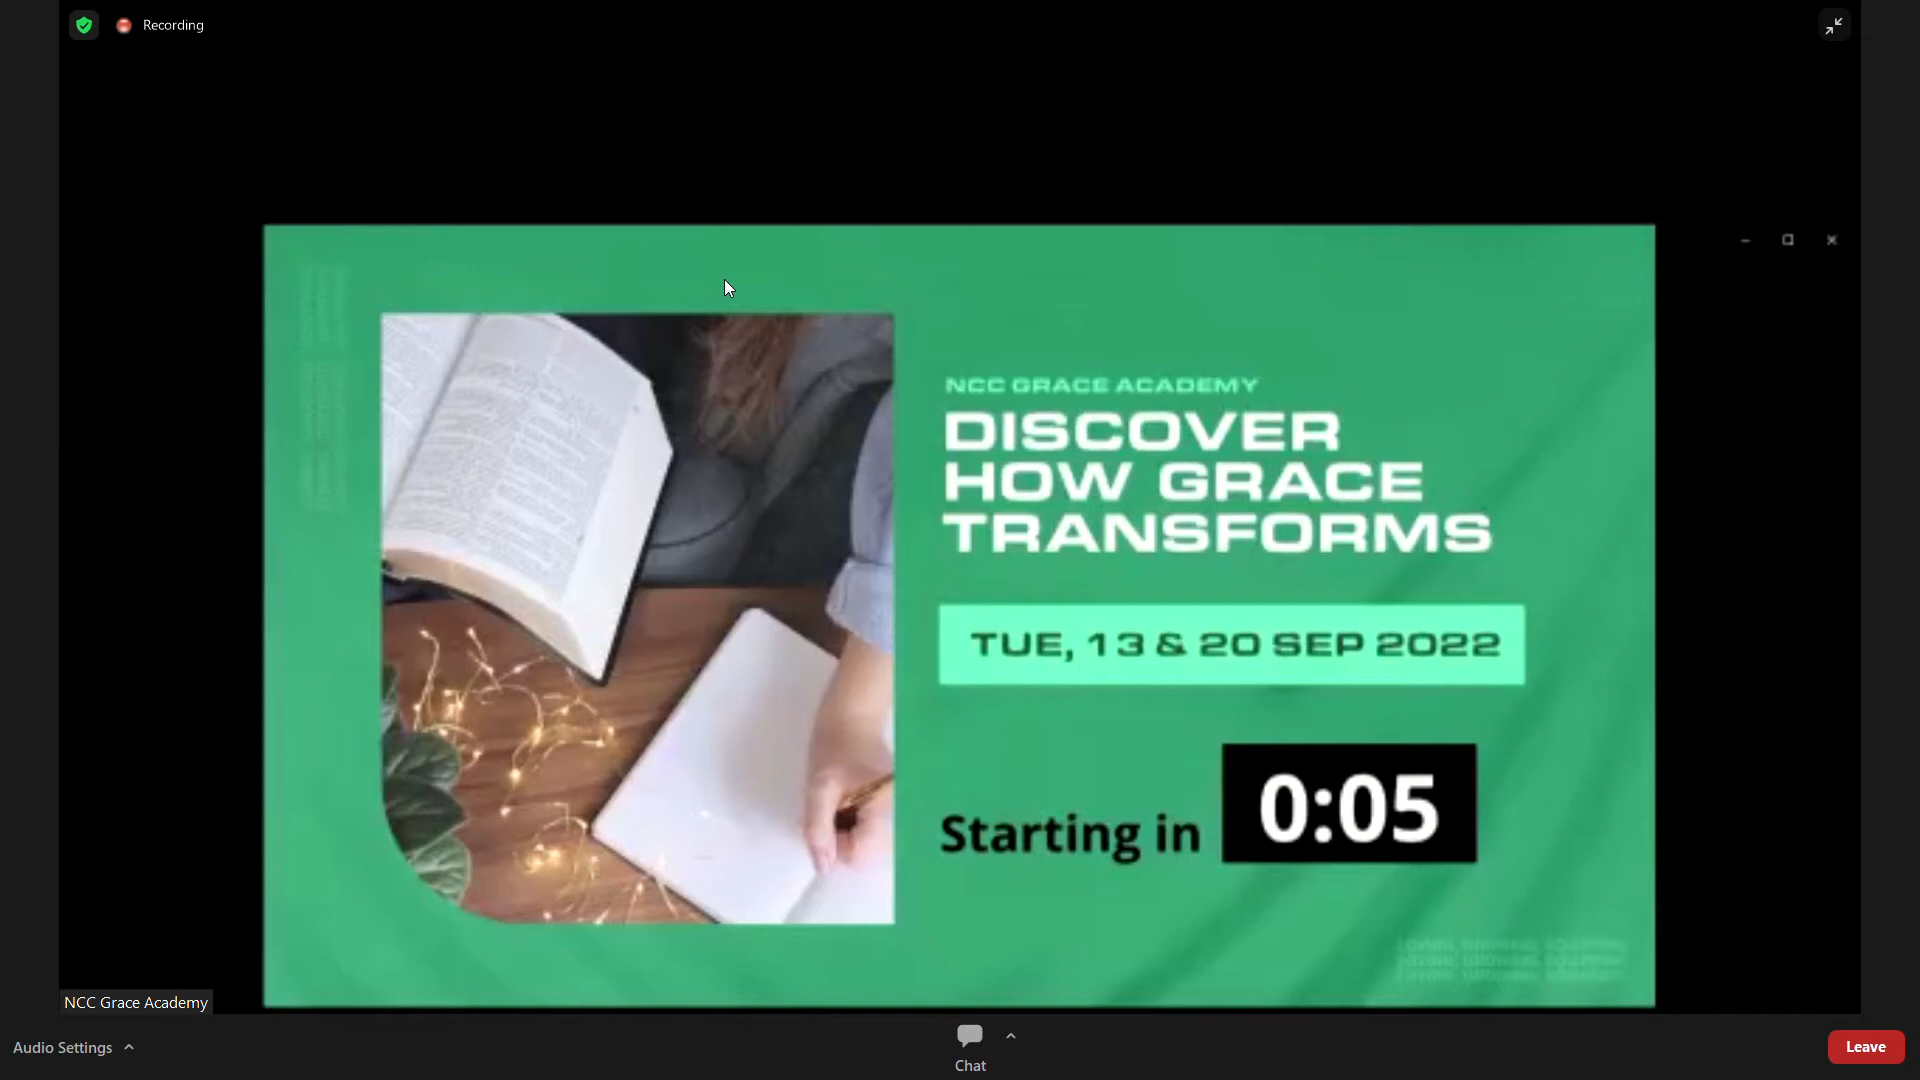 Recording
NCC GRACE ACADEMY
DISCOVER
HOW GRACE
TRANSFORMS
TUE, 13 & 20 SEP 2022
Starting in 0:05
NCC Grace Academy
Audio Settings
Chat
Leave